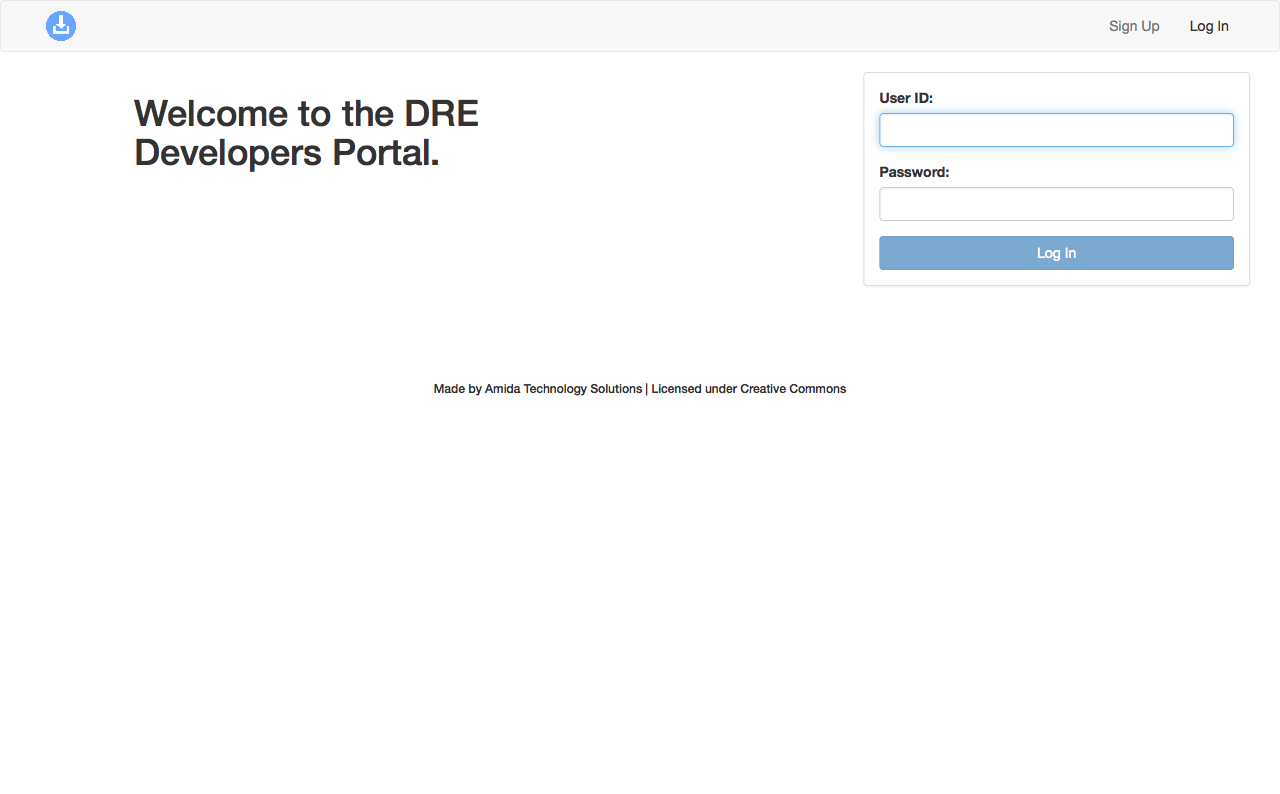 Sign Up
Log In
Welcome to the DRE
Developers Portal.
User ID:
Password:
Log In
Made by Amida Technology Solutions | Licensed under Creative Commons